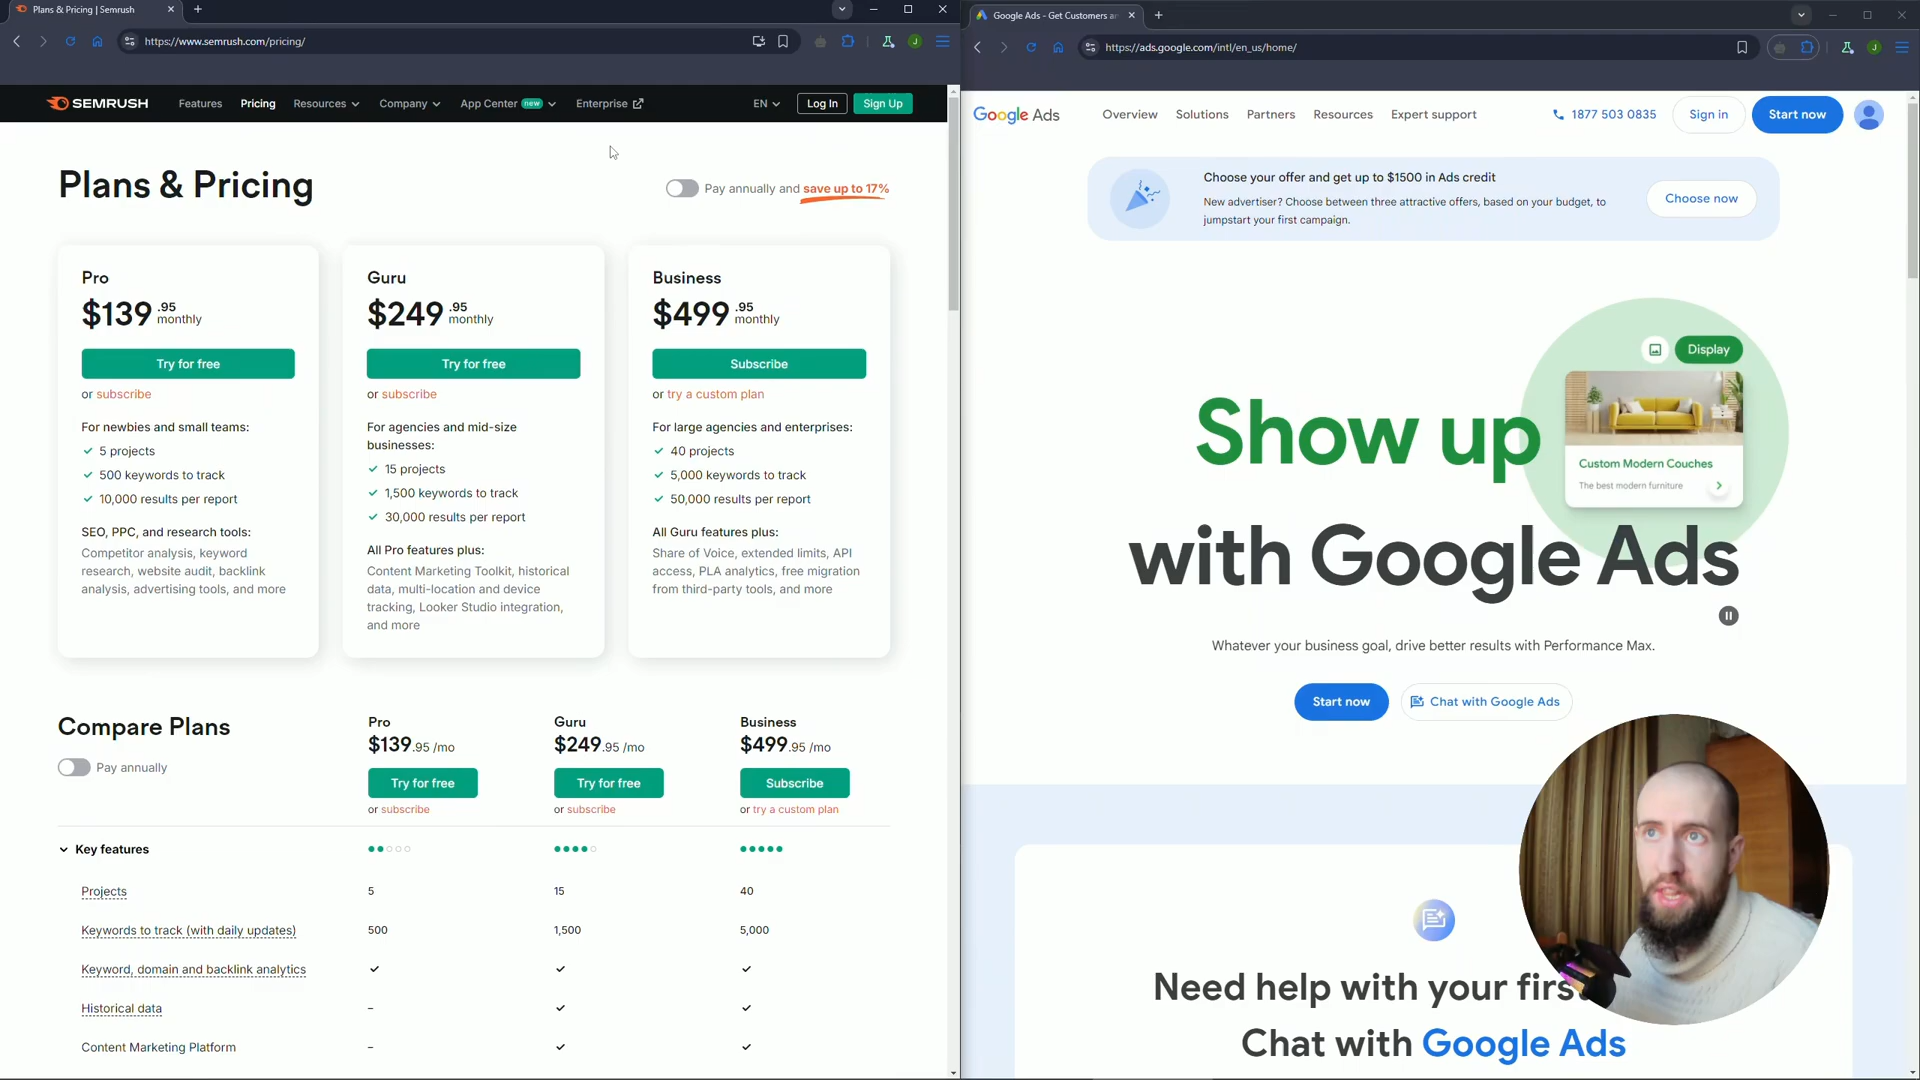 Plans & Pricing | Semrush
https://www.semrush.com/pricing/
SEMRUSH
Features
Pricing
Resources
Company
App Center new
Enterprise
EN
Log In
Sign Up
Plans & Pricing
Pay annually and save up to 17%
Pro
$139.95 monthly
Try for free
or subscribe
For newbies and small teams:
5 projects
500 keywords to track
10,000 results per report
SEO, PPC, and research tools:
Competitor analysis, keyword
research, website audit, backlink
analysis, advertising tools, and more
Guru
$249.95 monthly
Try for free
or subscribe
For agencies and mid-size
businesses:
15 projects
1,500 keywords to track
30,000 results per report
All Pro features plus:
Content Marketing Toolkit, historical
data, multi-location and device
tracking, Looker Studio integration,
and more
Business
$499.95 monthly
Subscribe
or try a custom plan
For large agencies and enterprises:
40 projects
5,000 keywords to track
50,000 results per report
All Guru features plus:
Share of Voice, extended limits, API
access, PLA analytics, free migration
from third-party tools, and more
Compare Plans
Pay annually
Pro
$139.95 /mo
Try for free
or subscribe
Guru
$249.95 /mo
Try for free
or subscribe
Business
$499.95 /mo
Subscribe
or try a custom plan
Key features
Projects 5 15 40
Keywords to track (with daily updates) 500 1,500 5,000
Keyword, domain and backlink analytics
Historical data – 
Content Marketing Platform –
Google Ads - Get Customers a
https://ads.google.com/intl/en_us/home/
J
J
Google Ads
Overview
Solutions
Partners
Resources
Expert support
1877 503 0835
Sign in
Start now
Choose your offer and get up to $1500 in Ads credit
New advertiser? Choose between three attractive offers, based on your budget, to
jumpstart your first campaign.
Choose now
Display
Custom Modern Couches
The best modern furniture
Show up
with Google Ads
Whatever your business goal, drive better results with Performance Max.
Start now
Chat with Google Ads
Need help with your firs
Chat with Google Ads